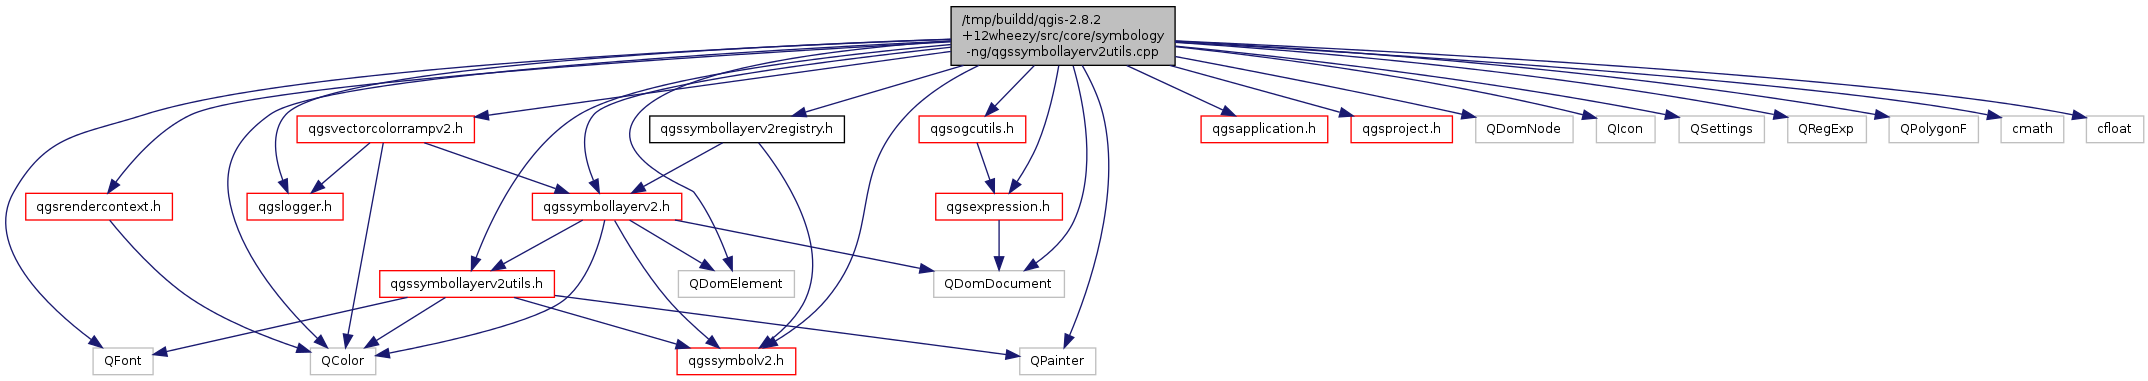 /tmp/buildd/qgis-2.8.2
+12wheezy/src/core/symbology
-ng/qgssymbollayerv2utils.cpp
qgsvectorcolorrampv2.h
qgssymbollayerv2registry.h
qgsogcutils.h
qgsapplication.h
qgsproject.h
QDomNode
QIcon
QSettings
QRegExp
QPolygonF
cmath
cfloat
qgsrendercontext.h
qgslogger.h
qgssymbollayerv2.h
qgsexpression.h
qgssymbollayerv2utils.h
QDomElement
QDomDocument
QFont
QColor
qgssymbolv2.h
QPainter